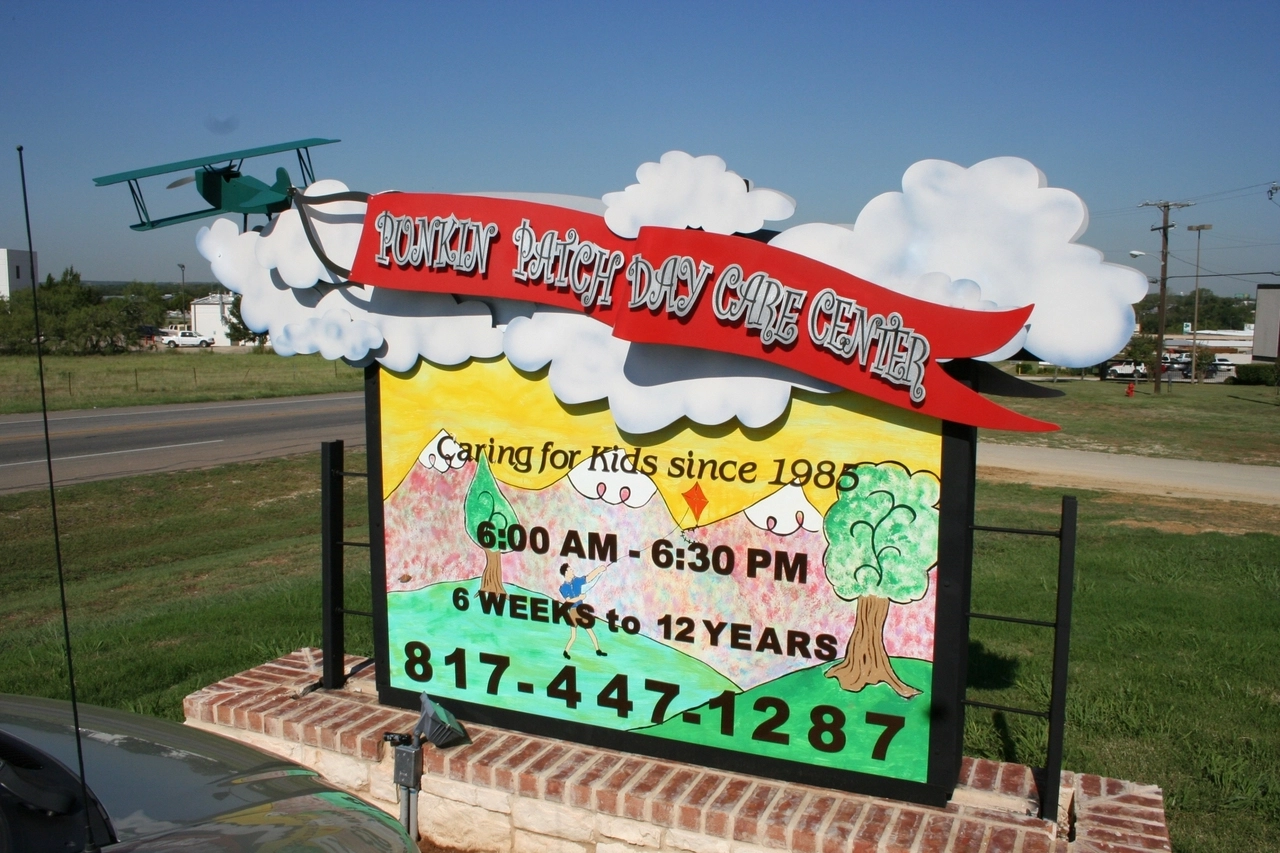 PUNKIN PATCH DAY CARE CENTER
Caring for Kids since 1985
6:00 AM - 6:30 PM
6 WEEKS to 12 YEARS
817-447-1287